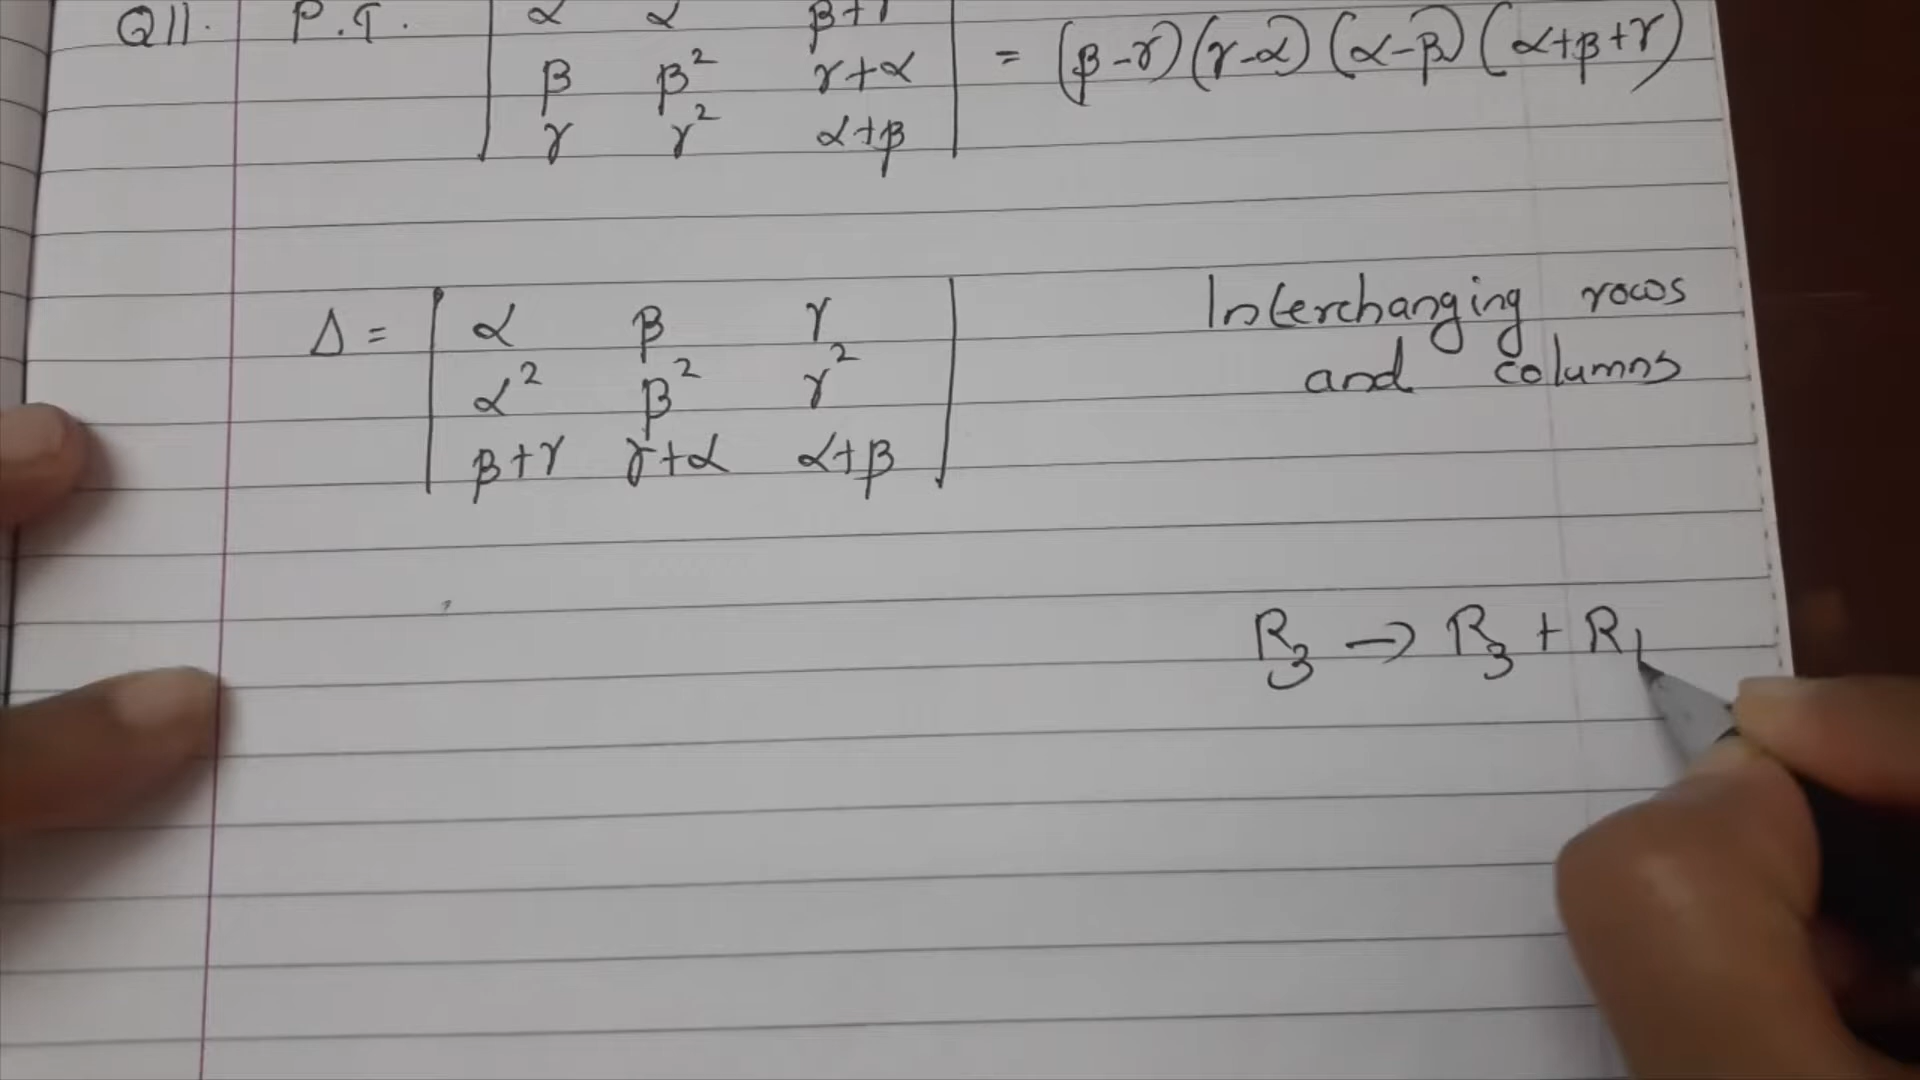 Q11. P.T. | α α β+γ |
| β β² γ+α | = (β-γ)(γ-α)(α-β)(α+β+γ)
| γ γ² α+β |
Δ = | α β γ | Interchanging rows
| α² β² γ² | and columns
| β+γ γ+α α+β |
R₃ → R₃ + R₁